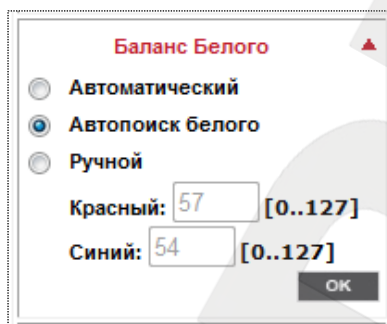 Баланс Белого
Автоматический
Автопоиск белого
Ручной
Красный: 57 [0..127]
Синий: 54 [0..127]
OK